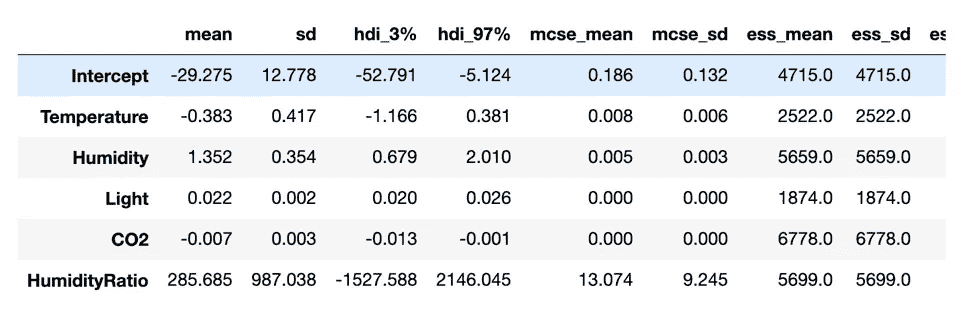 mean sd hdi_3% hdi_97% mcse_mean mcse_sd ess_mean ess_sd es
Intercept -29.275 12.778 -52.791 -5.124 0.186 0.132 4715.0 4715.0
Temperature -0.383 0.417 -1.166 0.381 0.008 0.006 2522.0 2522.0
Humidity 1.352 0.354 0.679 2.010 0.005 0.003 5659.0 5659.0
Light 0.022 0.002 0.020 0.026 0.000 0.000 1874.0 1874.0
CO2 -0.007 0.003 -0.013 -0.001 0.000 0.000 6778.0 6778.0
HumidityRatio 285.685 987.038 -1527.588 2146.045 13.074 9.245 5699.0 5699.0